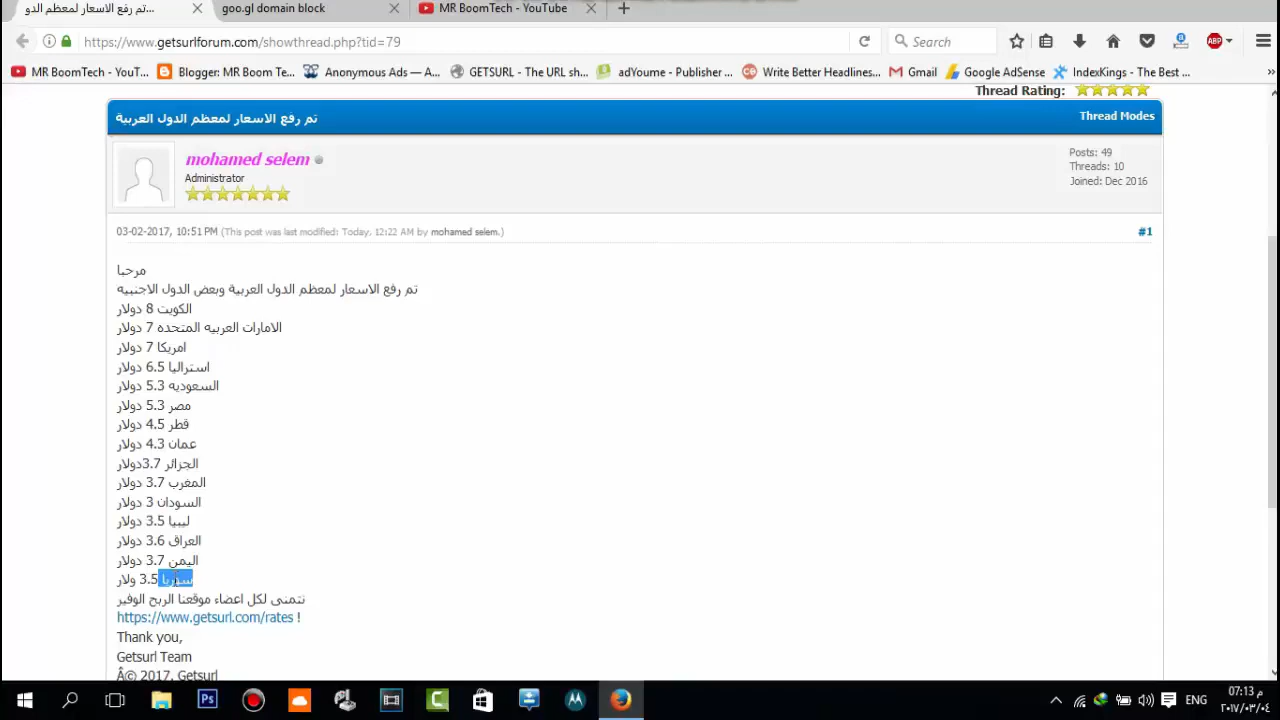 تم رفع الاسعار لمعظم الدو...
goo.gl domain block
MR BoomTech - YouTube
https://www.getsurlforum.com/showthread.php?tid=79
Search
ABP
MR BoomTech - YouT...
Blogger: MR Boom Te...
Anonymous Ads — A...
GETSURL - The URL sh...
adYoume - Publisher ...
Write Better Headlines...
Gmail
Google AdSense
IndexKings - The Best ...
Thread Rating:
تم رفع الاسعار لمعظم الدول العربية
Thread Modes
mohamed selem
Administrator
Posts: 49
Threads: 10
Joined: Dec 2016
03-02-2017, 10:51 PM (This post was last modified: Today, 12:22 AM by mohamed selem.)
#1
مرحبا
تم رفع الاسعار لمعظم الدول العربية وبعض الدول الاجنبيه
الكويت 8 دولار
الامارات العربيه المتحده 7 دولار
امريكا 7 دولار
استراليا 6.5 دولار
السعوديه 5.3 دولار
مصر 5.3 دولار
قطر 4.5 دولار
عمان 4.3 دولار
الجزائر 3.7دولار
المغرب 3.7 دولار
السودان 3 دولار
ليبيا 3.5 دولار
العراق 3.6 دولار
اليمن 3.7 دولار
سوريا 3.5 ولار
نتمنى لكل اعضاء موقعنا الربح الوفير
https://www.getsurl.com/rates !
Thank you,
Getsurl Team
Â© 2017, Getsurl
Ps
ENG
07:13 م
٢٠١٧/٠٣/٠٤